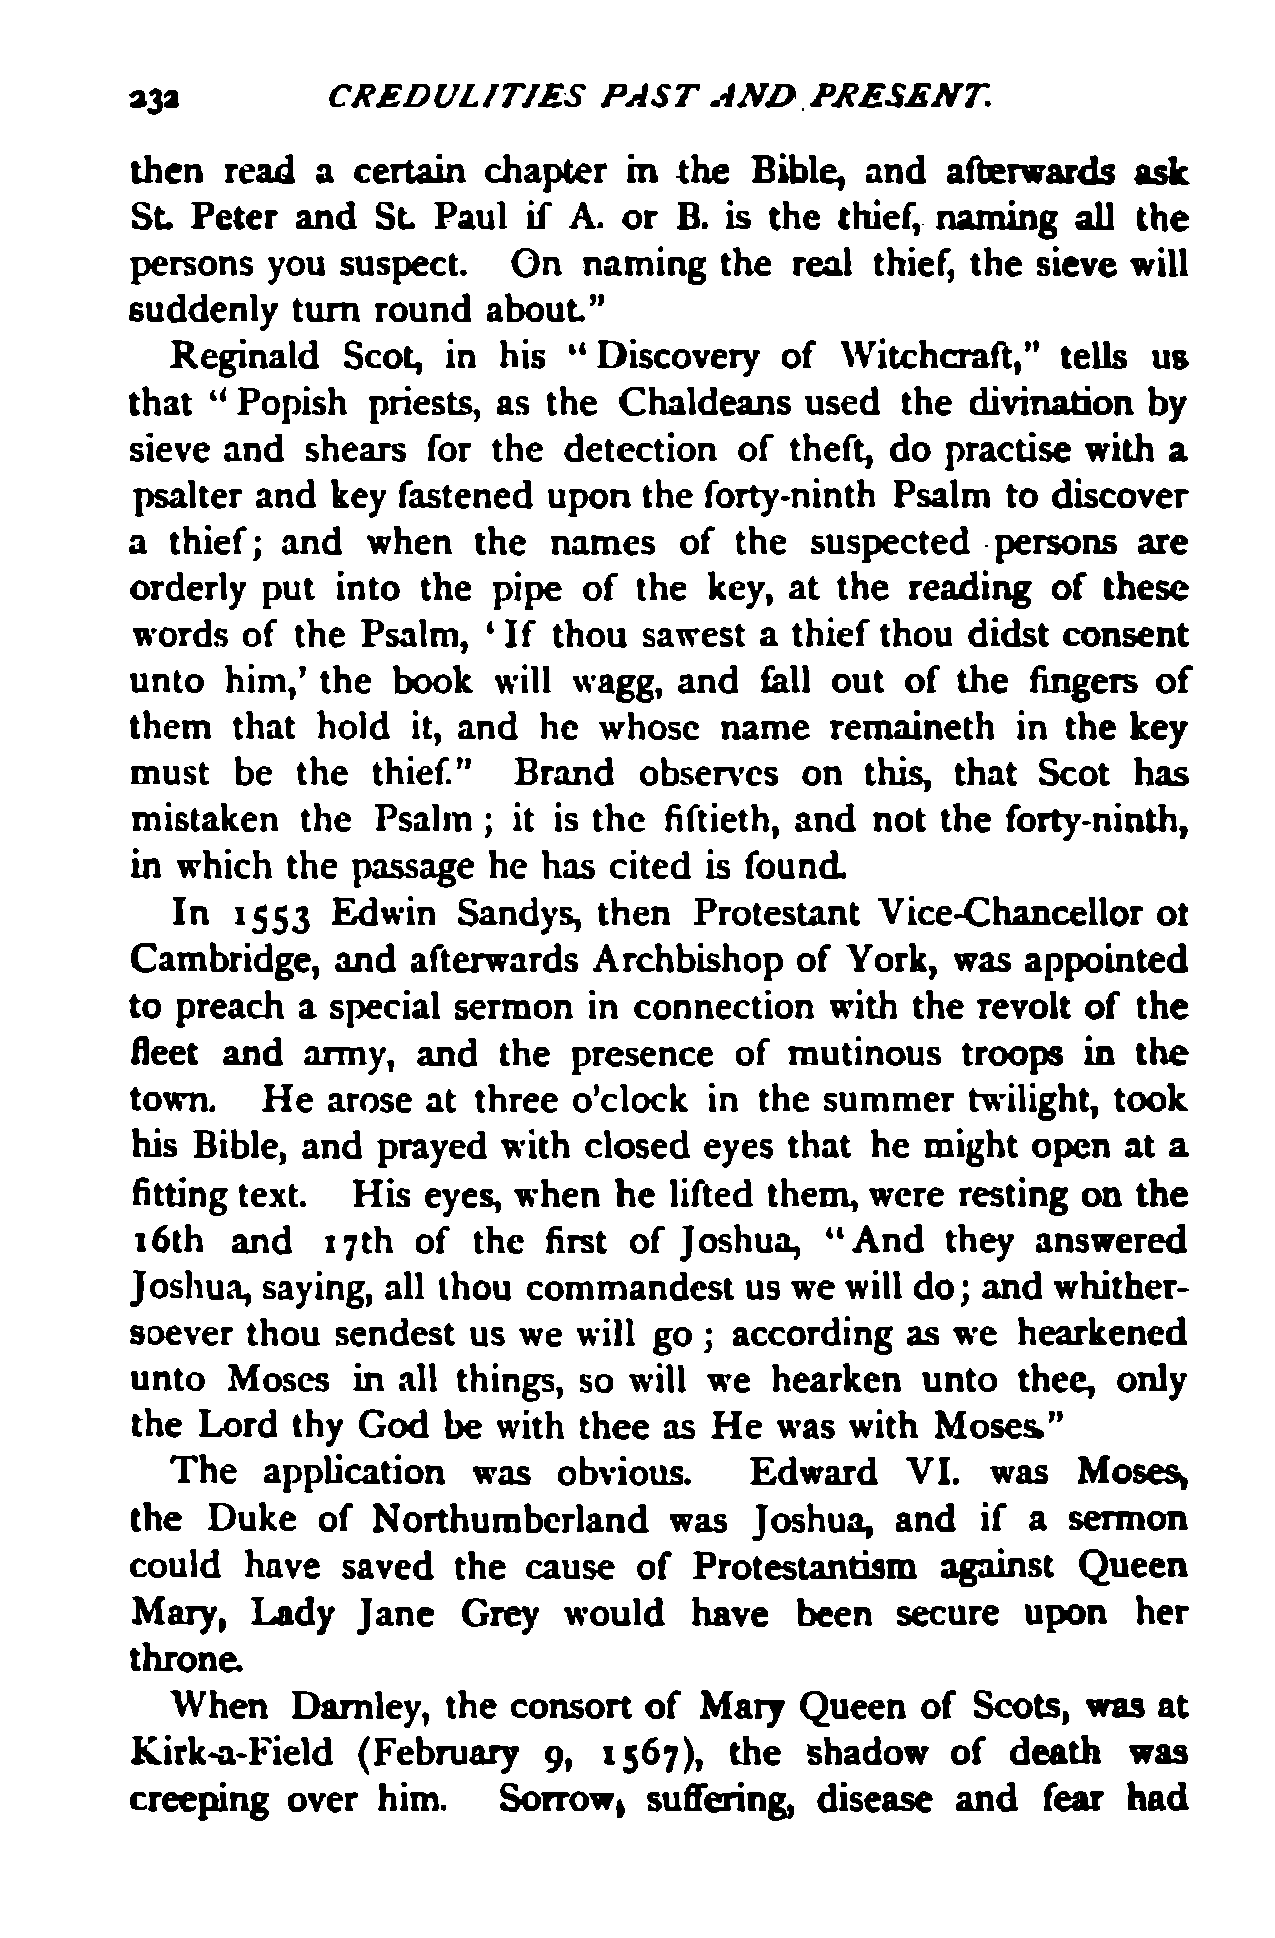 232 CREDULITIES PAST AND PRESENT.
then read a certain chapter in the Bible, and afterwards ask
St. Peter and St. Paul if A. or B. is the thief, naming all the
persons you suspect. On naming the real thief, the sieve will
suddenly turn round about."
Reginald Scot, in his "Discovery of Witchcraft," tells us
that "Popish priests, as the Chaldeans used the divination by
sieve and shears for the detection of theft, do practise with a
psalter and key fastened upon the forty-ninth Psalm to discover
a thief; and when the names of the suspected persons are
orderly put into the pipe of the key, at the reading of these
words of the Psalm, 'If thou sawest a thief thou didst consent
unto him,' the book will wagg, and fall out of the fingers of
them that hold it, and he whose name remaineth in the key
must be the thief." Brand observes on this, that Scot has
mistaken the Psalm; it is the fiftieth, and not the forty-ninth,
in which the passage he has cited is found.
In 1553 Edwin Sandys, then Protestant Vice-Chancellor of
Cambridge, and afterwards Archbishop of York, was appointed
to preach a special sermon in connection with the revolt of the
fleet and army, and the presence of mutinous troops in the
town. He arose at three o'clock in the summer twilight, took
his Bible, and prayed with closed eyes that he might open at a
fitting text. His eyes, when he lifted them, were resting on the
16th and 17th of the first of Joshua, "And they answered
Joshua, saying, all thou commandest us we will do; and whither-
soever thou sendest us we will go; according as we hearkened
unto Moses in all things, so will we hearken unto thee, only
the Lord thy God be with thee as He was with Moses."
The application was obvious. Edward VI. was Moses,
the Duke of Northumberland was Joshua, and if a sermon
could have saved the cause of Protestantism against Queen
Mary, Lady Jane Grey would have been secure upon her
throne.
When Darnley, the consort of Mary Queen of Scots, was at
Kirk-a-Field (February 9, 1567), the shadow of death was
creeping over him. Sorrow, suffering, disease and fear had